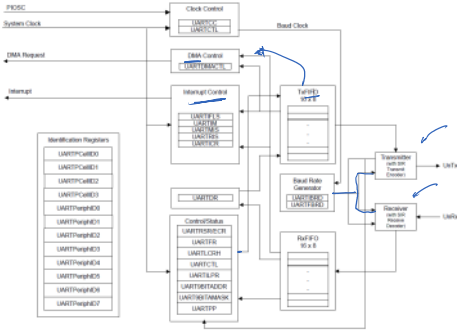 PIOSC
System Clock
Clock Control
UARTCC
UARTCTL
Baud Clock
DMA Request
DMA Control
UARTDMACTL
Interrupt
Interrupt Control
UARTIFLS
UARTIM
UARTMIS
UARTRIS
UARTICR
TxFIFO
16 x 8
Identification Registers
UARTPCellID0
UARTPCellID1
UARTPCellID2
UARTPCellID3
UARTPeriphID0
UARTPeriphID1
UARTPeriphID2
UARTPeriphID3
UARTPeriphID4
UARTPeriphID5
UARTPeriphID6
UARTPeriphID7
UARTDR
Baud Rate
Generator
UARTIBRD
UARTFBRD
Transmitter
(with SIR
Transmit
Encoder)
UnTx
Receiver
(with SIR
Receive
Decoder)
Control/Status
UARTRSR/ECR
UARTFR
UARTLCRH
UARTCTL
UARTILPR
UART9BITADDR
UART9BITAMASK
UARTPP
RxFIFO
16 x 8